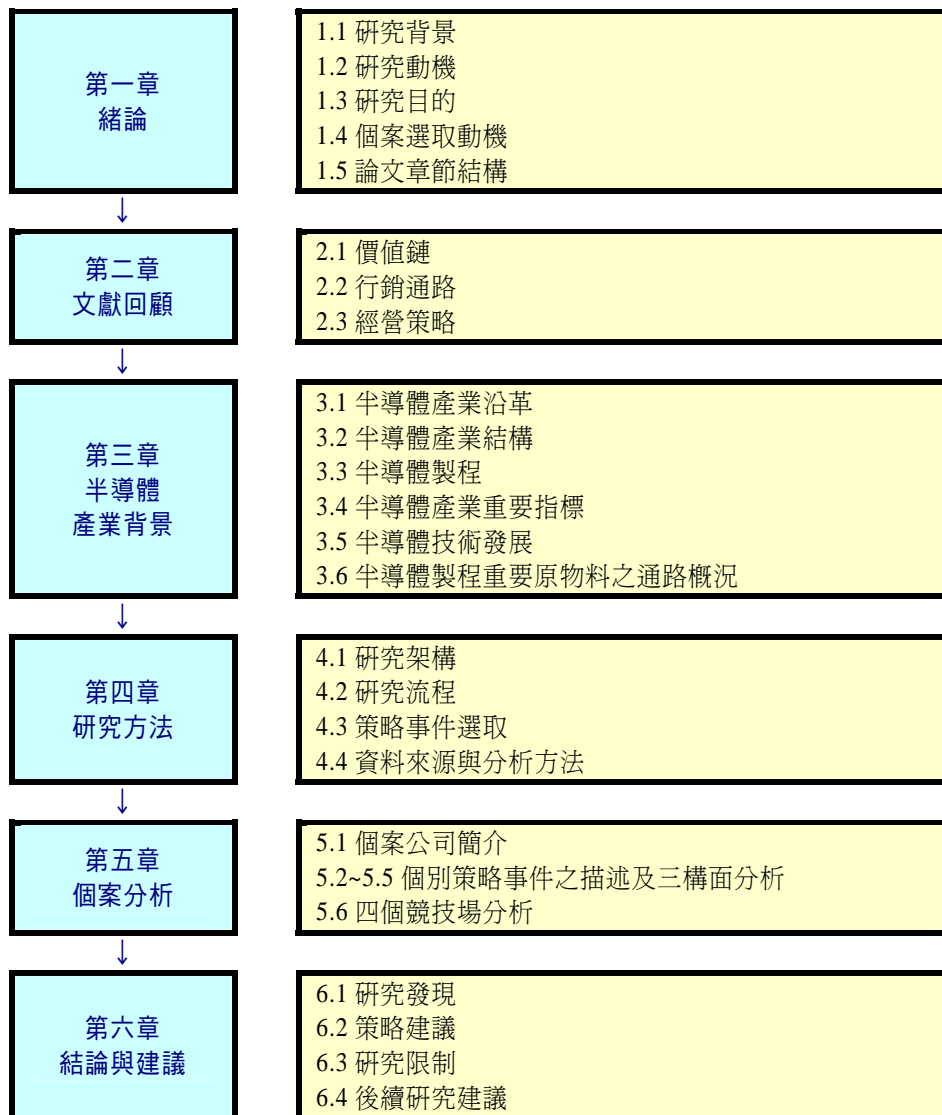 第一章
緒論
1.1 研究背景
1.2 研究動機
1.3 研究目的
1.4 個案選取動機
1.5 論文章節結構
↓
第二章
文獻回顧
2.1 價值鏈
2.2 行銷通路
2.3 經營策略
↓
第三章
半導體
產業背景
3.1 半導體產業沿革
3.2 半導體產業結構
3.3 半導體製程
3.4 半導體產業重要指標
3.5 半導體技術發展
3.6 半導體製程重要原物料之通路概況
↓
第四章
研究方法
4.1 研究架構
4.2 研究流程
4.3 策略事件選取
4.4 資料來源與分析方法
↓
第五章
個案分析
5.1 個案公司簡介
5.2~5.5 個別策略事件之描述及三構面分析
5.6 四個競技場分析
↓
第六章
結論與建議
6.1 研究發現
6.2 策略建議
6.3 研究限制
6.4 後續研究建議